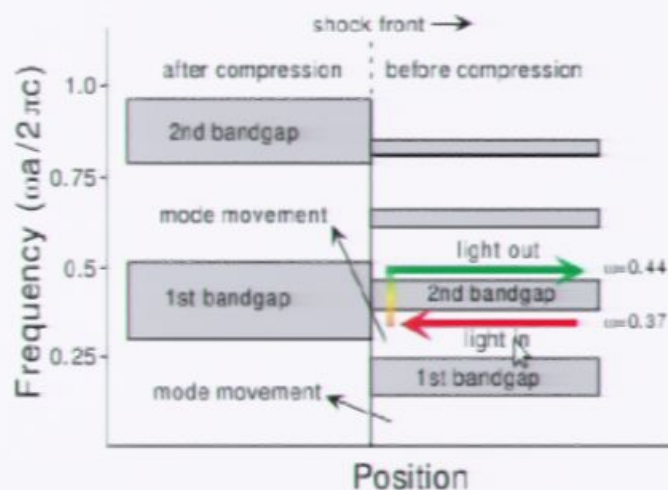 shock front
after compression
before compression
Frequency (ωa/2πc)
1.0
0.75
0.5
0.25
2nd bandgap
mode movement
light out
ω=0.44
1st bandgap
2nd bandgap
ω=0.37
light in
1st bandgap
mode movement
Position